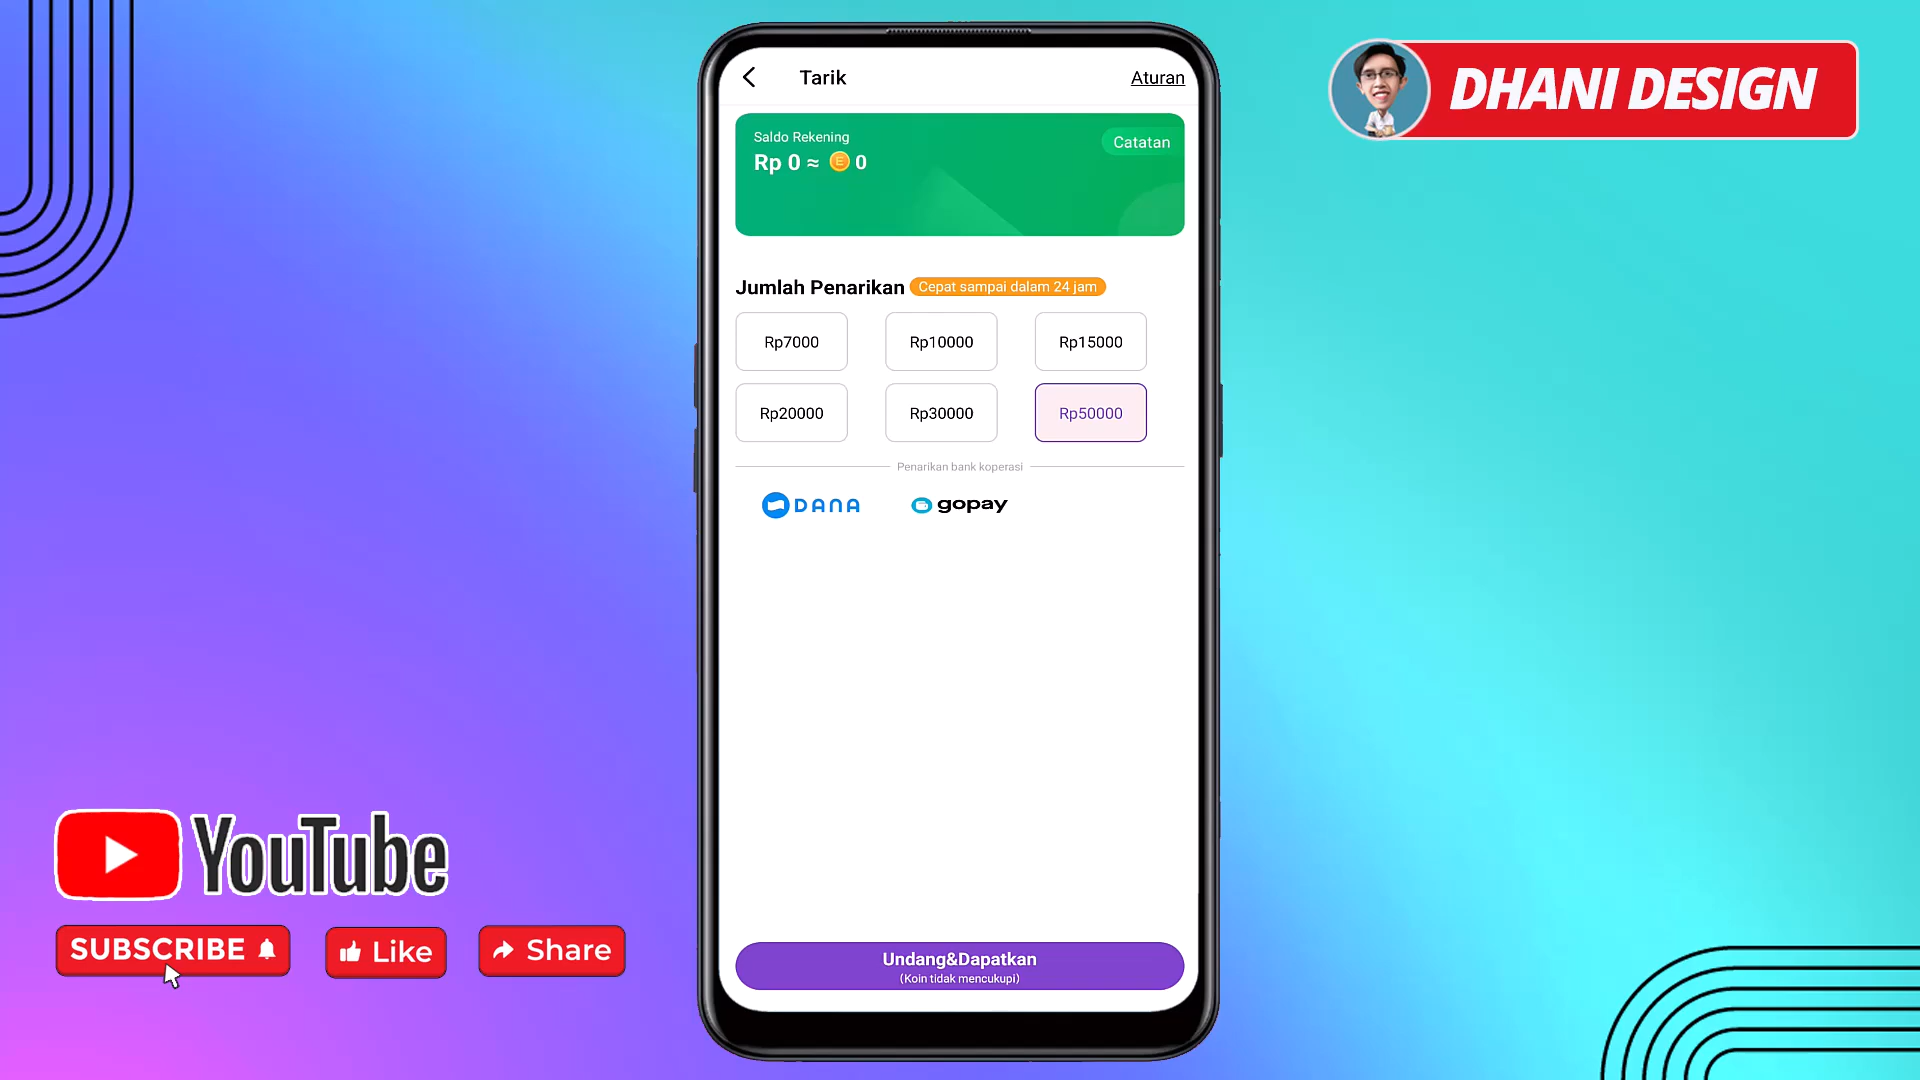 Tarik
Aturan
Saldo Rekening
Rp 0 ≈ E 0
Catatan
Jumlah Penarikan
Cepat sampai dalam 24 jam
Rp7000
Rp10000
Rp15000
Rp20000
Rp30000
Rp50000
Penarikan bank koperasi
DANA
gopay
Undang&Dapatkan
(Koin tidak mencukupi)
DHANI DESIGN
YouTube
SUBSCRIBE
Like
Share